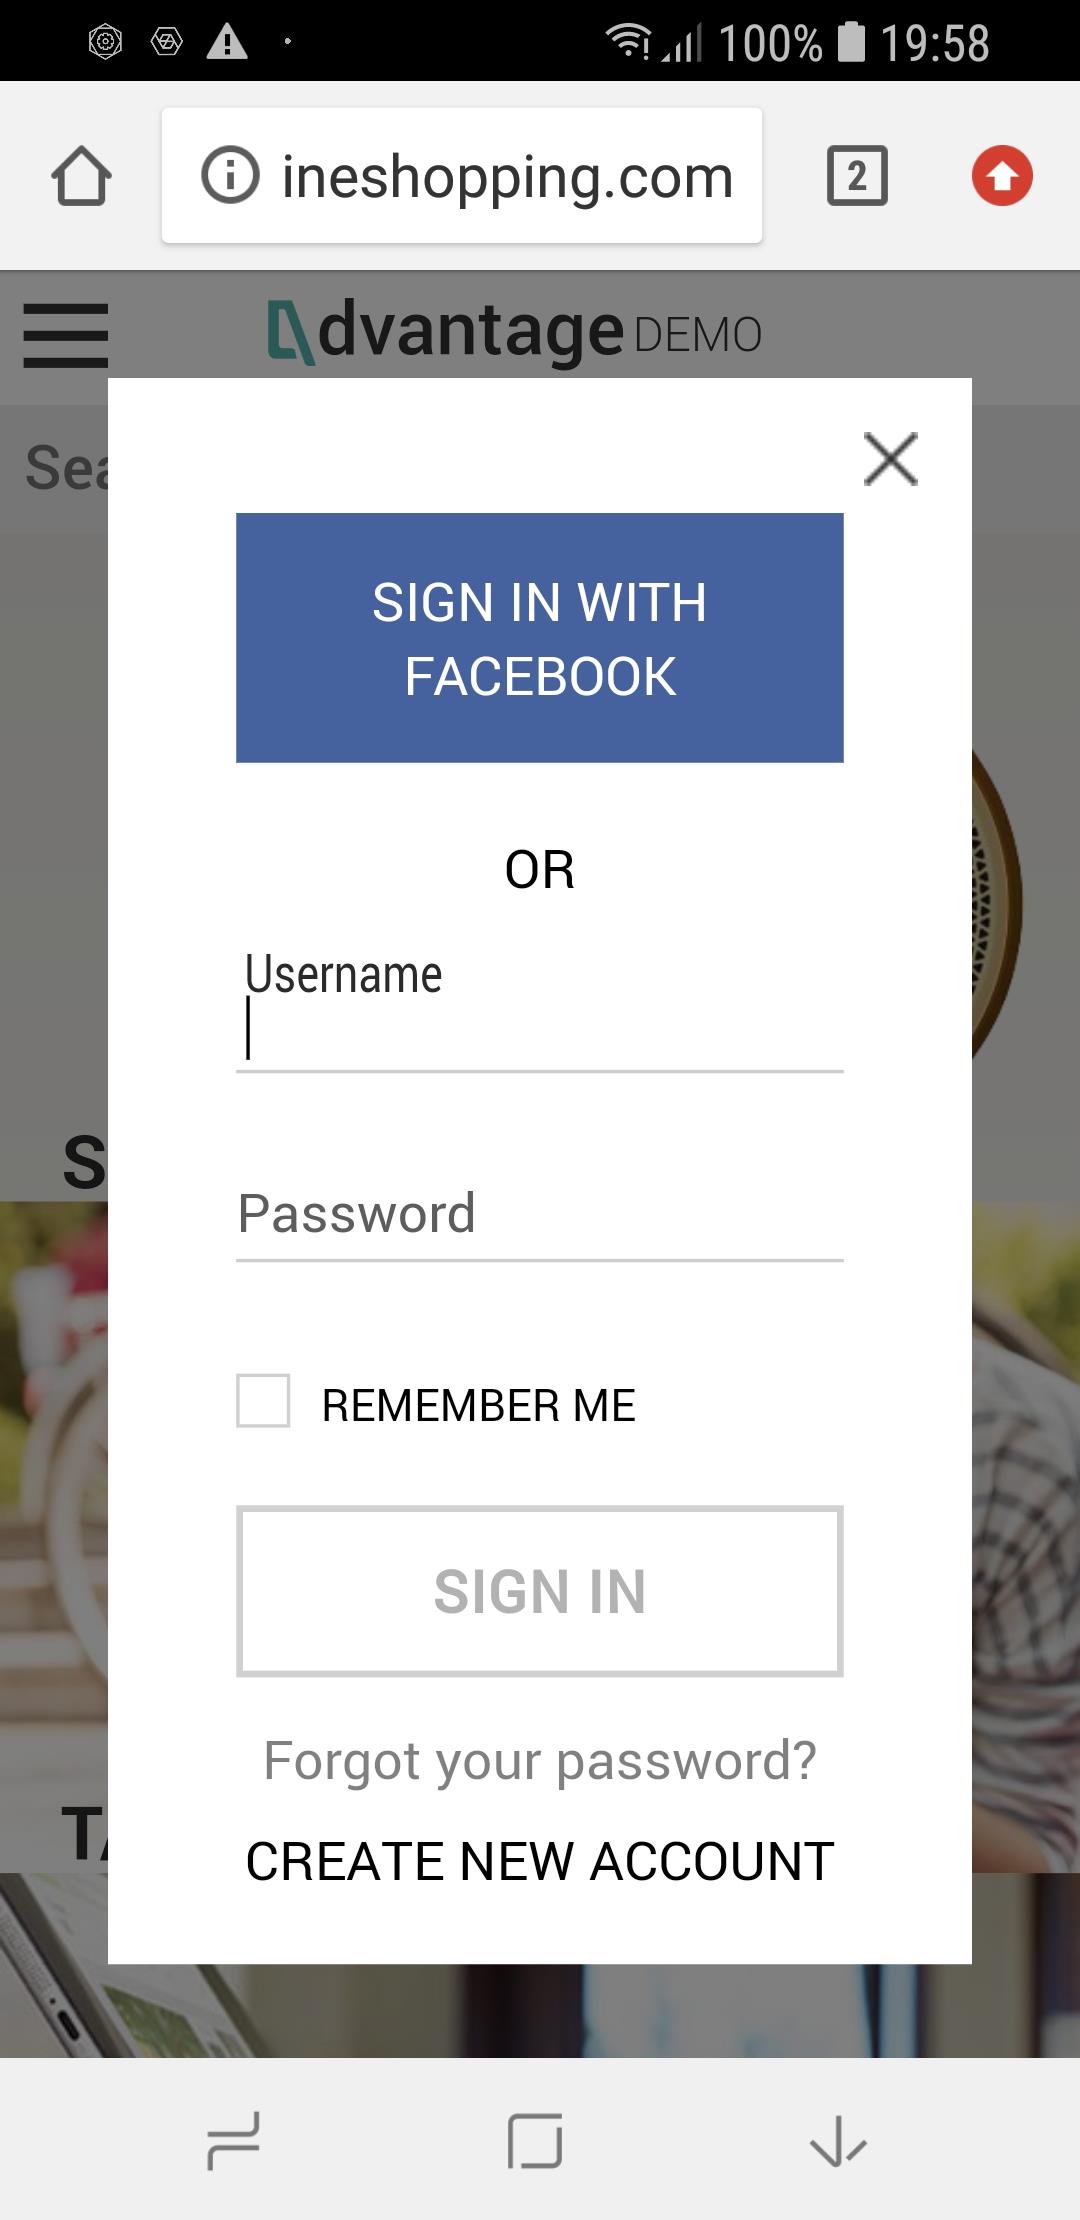 100% 19:58
ineshopping.com 2
dvantage DEMO
Sea
SIGN IN WITH
FACEBOOK
OR
Username
S
Password
REMEMBER ME
SIGN IN
Forgot your password?
TA
CREATE NEW ACCOUNT